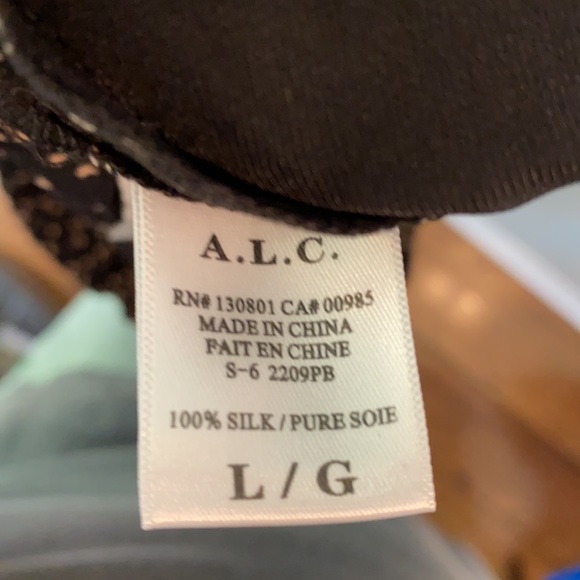 A.L.C.
RN# 130801 CA# 00985
MADE IN CHINA
FAIT EN CHINE
S-6 2209PB
100% SILK / PURE SOIE
L / G